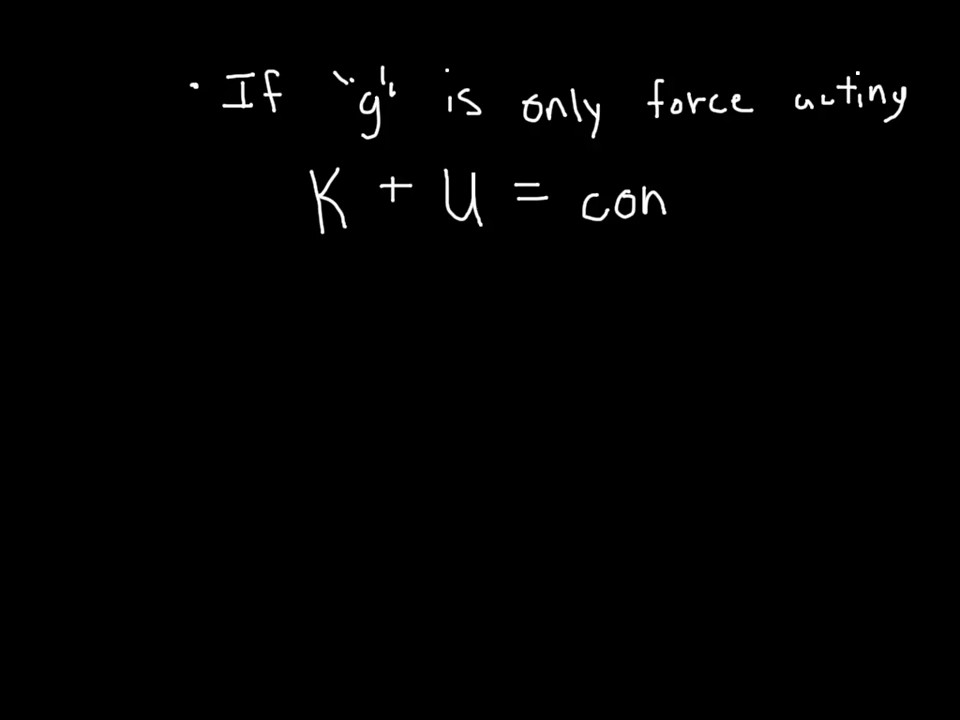 · If "g" is only force acting
K + U = con